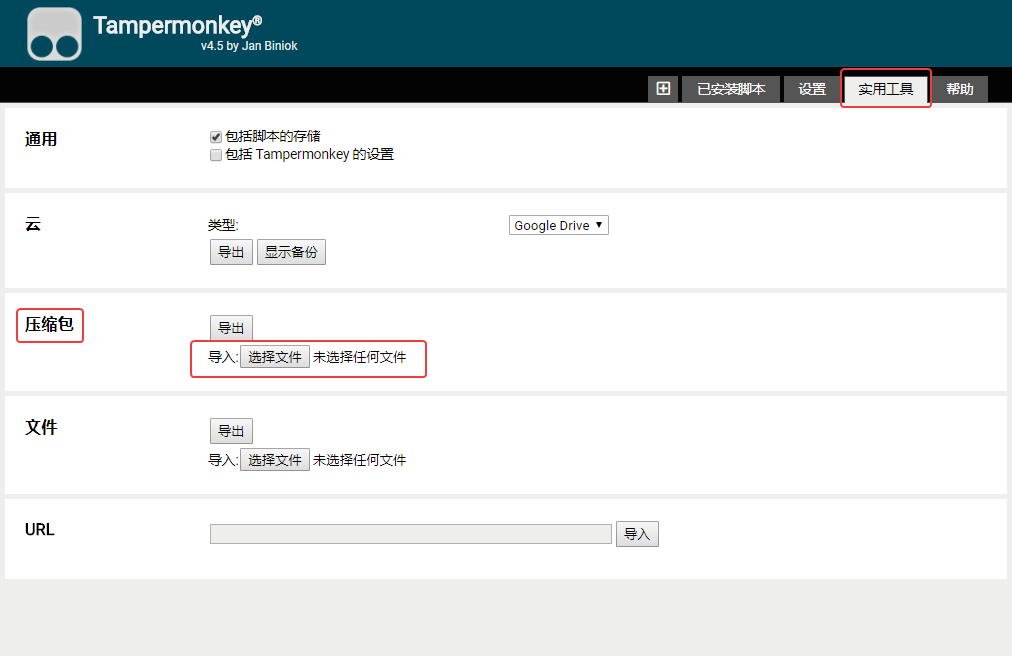 Tampermonkey®
v4.5 by Jan Biniok
已安装脚本 设置 实用工具 帮助
通用
包括脚本的存储
包括 Tampermonkey 的设置
云
类型: Google Drive
导出 显示备份
压缩包
导出
导入: 选择文件 未选择任何文件
文件
导出
导入: 选择文件 未选择任何文件
URL
导入